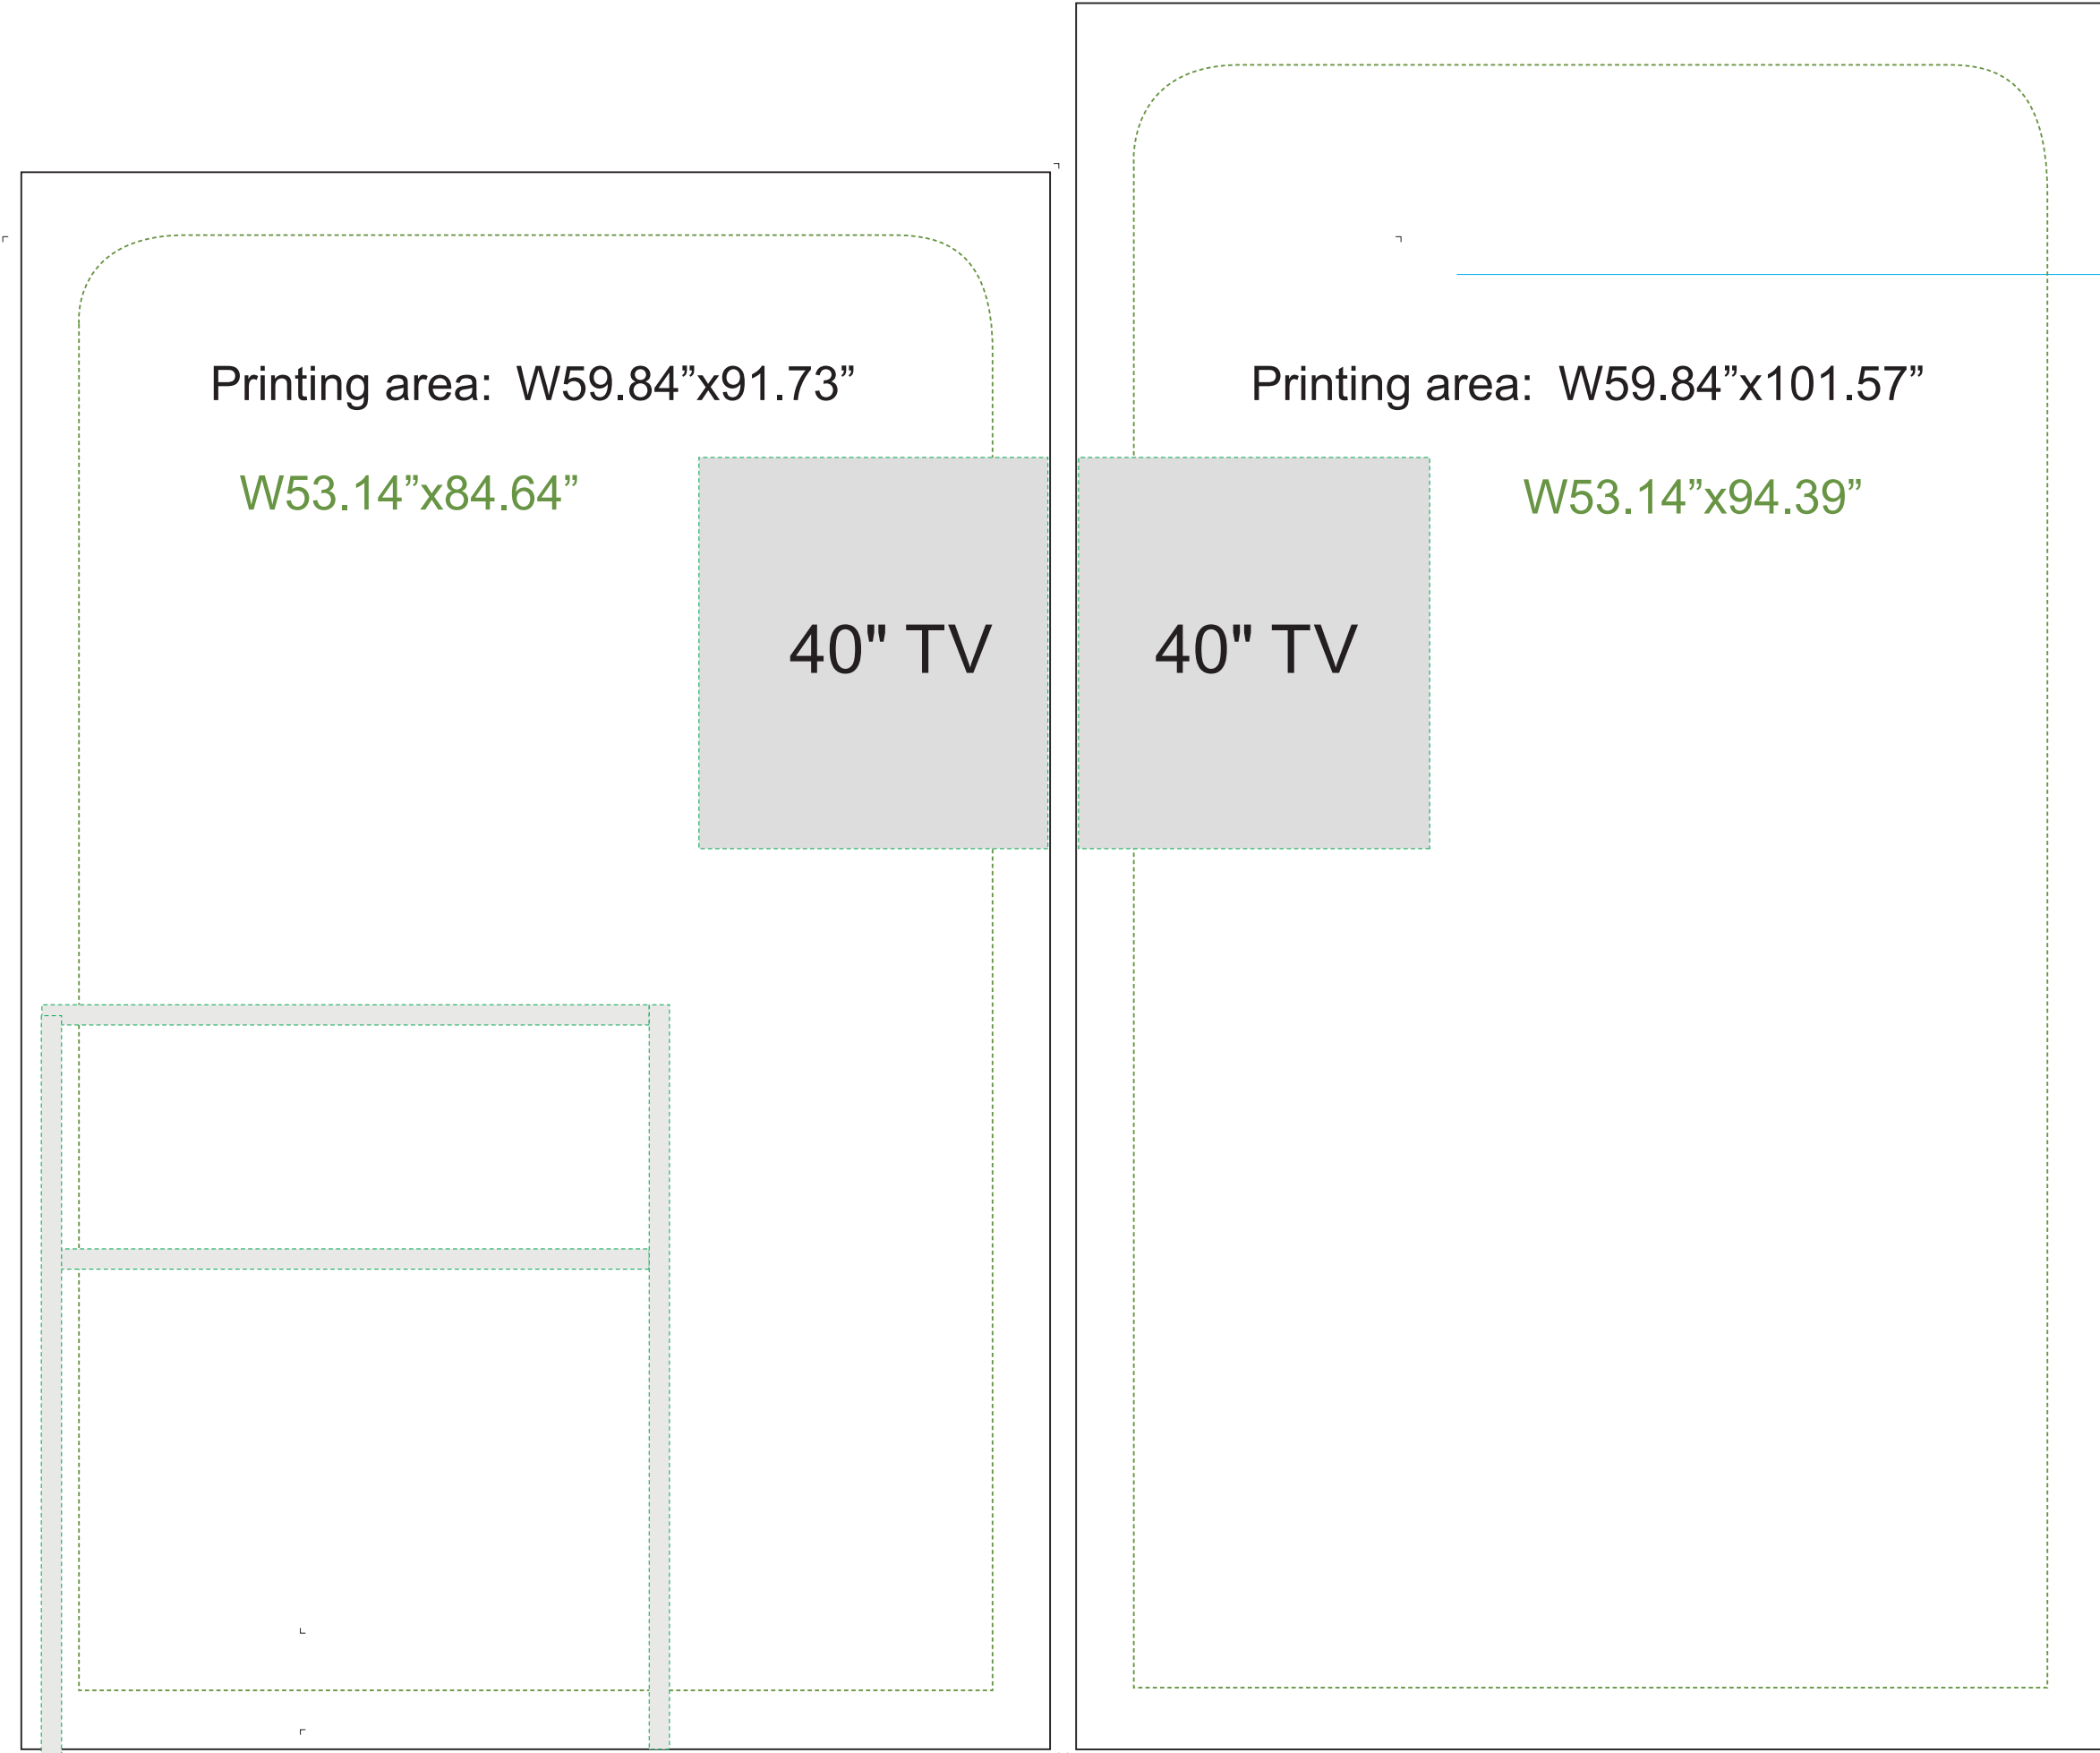 Printing area:  W59.84”x91.73”
W53.14”x84.64”
40" TV
Printing area:  W59.84”x101.57”
W53.14”x94.39”
40" TV